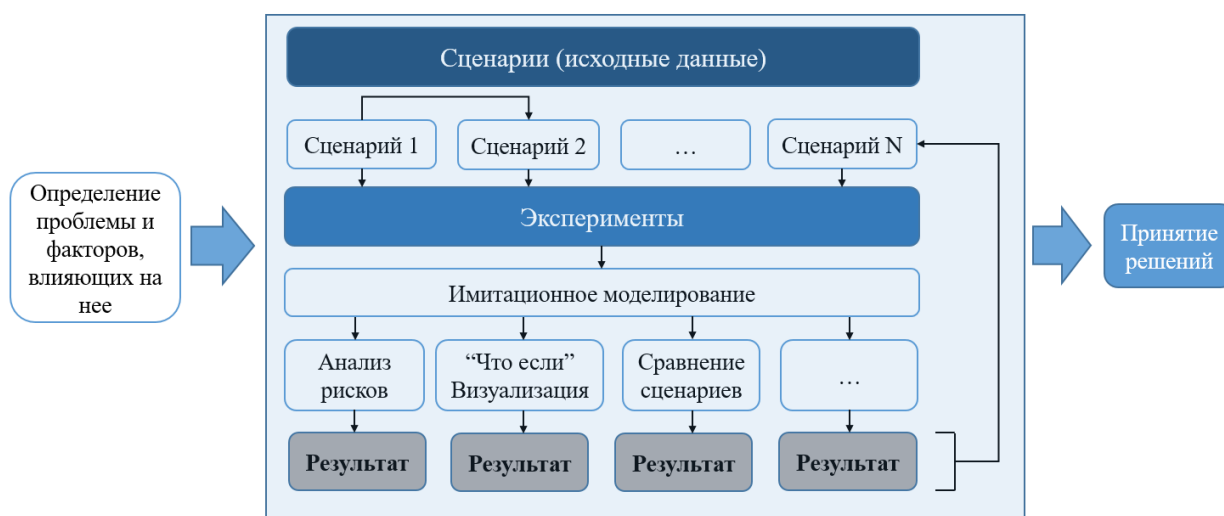 Сценарии (исходные данные)
Сценарий 1
Сценарий 2
…
Сценарий N
Определение
проблемы и
факторов,
влияющих на
нее
Эксперименты
Принятие
решений
Имитационное моделирование
Анализ
рисков
“Что если”
Визуализация
Сравнение
сценариев
…
Результат
Результат
Результат
Результат